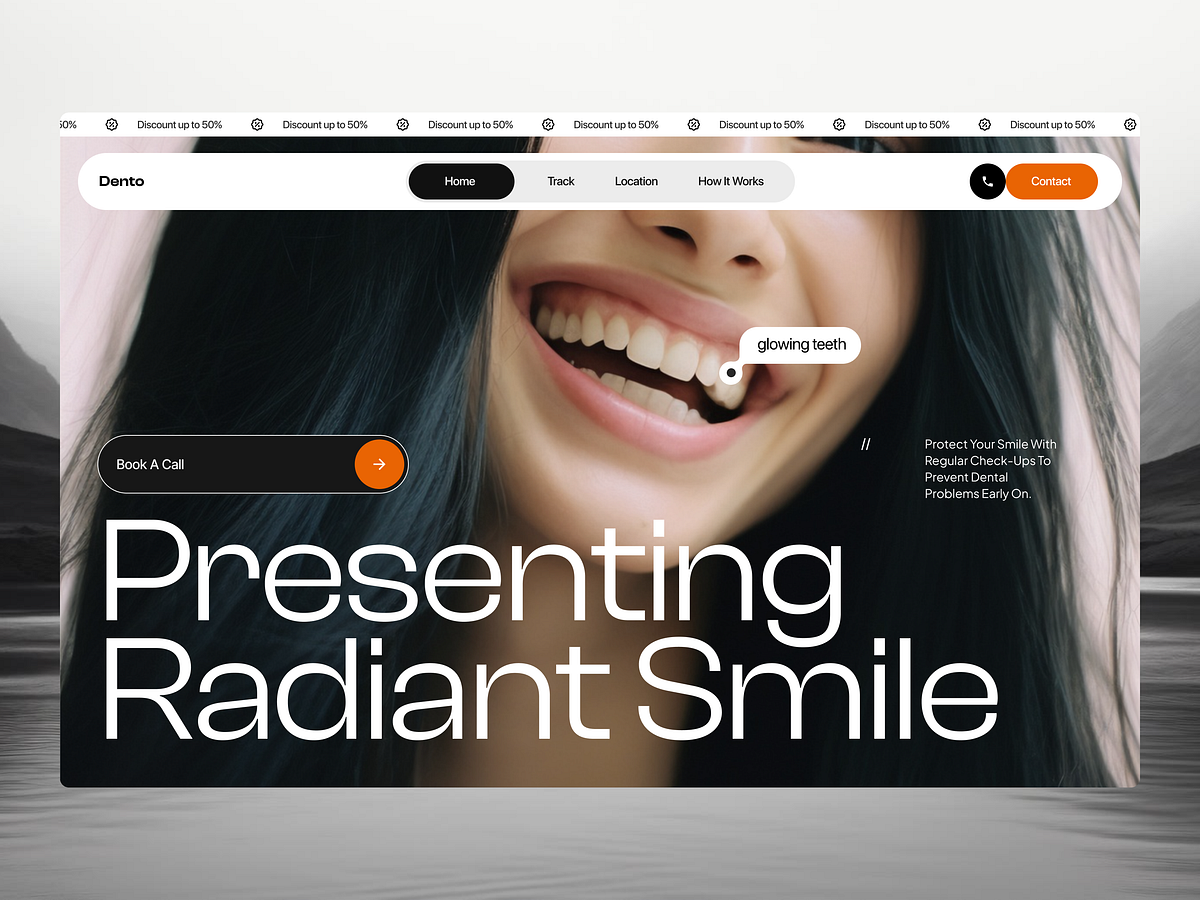 50% Discount up to 50% Discount up to 50% Discount up to 50% Discount up to 50% Discount up to 50% Discount up to 50% Discount up to 50%
Dento Home Track Location How It Works Contact
glowing teeth
Book A Call
//
Protect Your Smile With
Regular Check-Ups To
Prevent Dental
Problems Early On.
Presenting
Radiant Smile